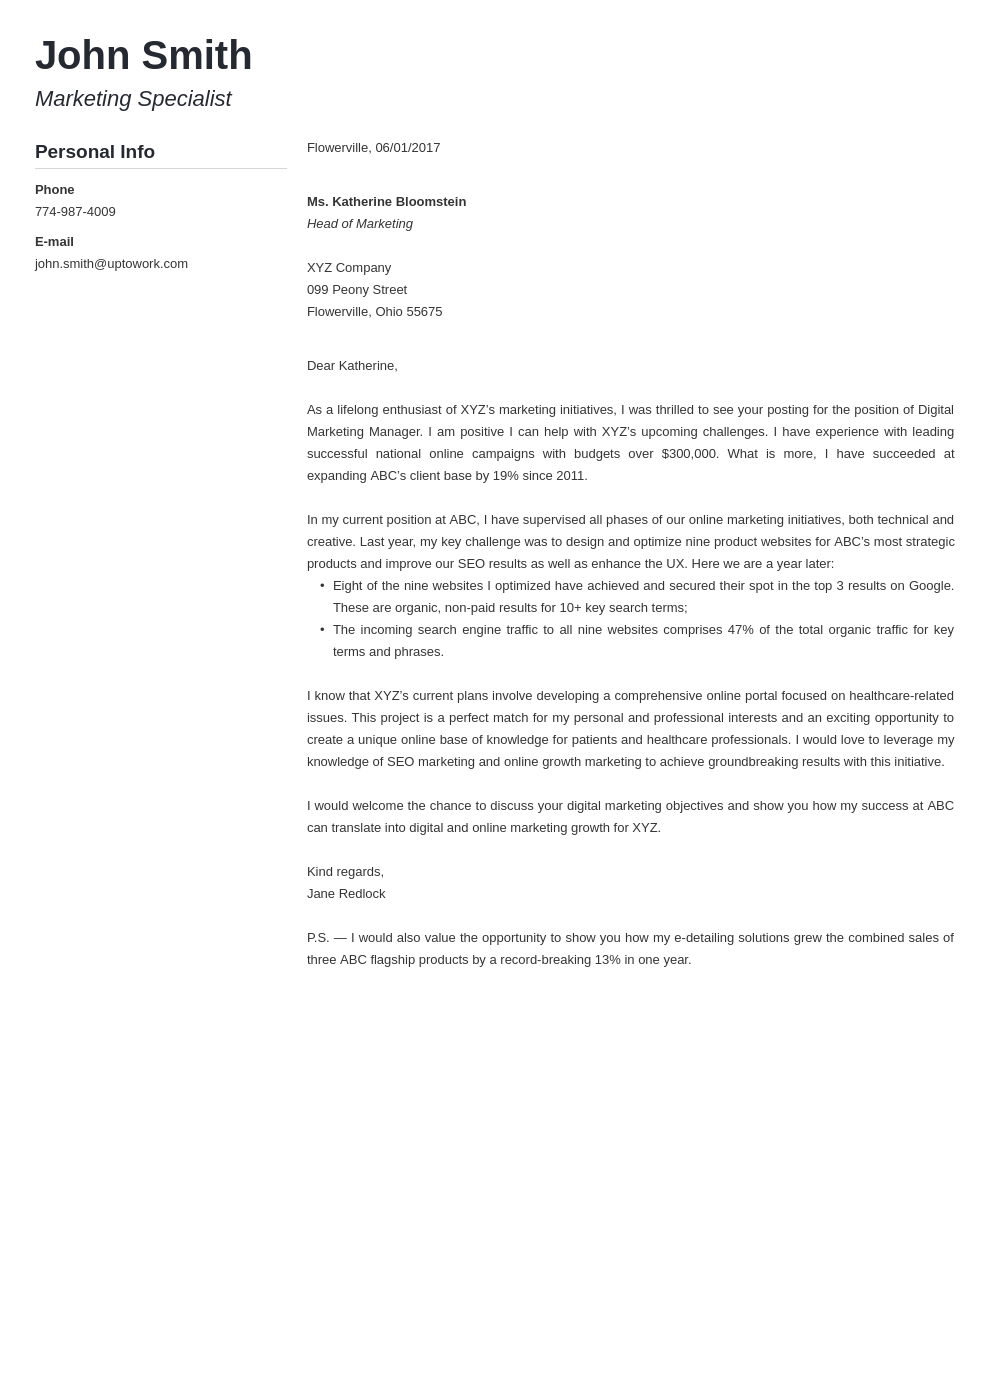 John Smith
Marketing Specialist
Personal Info
Phone
774-987-4009
E-mail
john.smith@uptowork.com
Flowerville, 06/01/2017
Ms. Katherine Bloomstein
Head of Marketing
XYZ Company
099 Peony Street
Flowerville, Ohio 55675
Dear Katherine,
As a lifelong enthusiast of XYZ’s marketing initiatives, I was thrilled to see your posting for the position of Digital
Marketing Manager. I am positive I can help with XYZ’s upcoming challenges. I have experience with leading
successful national online campaigns with budgets over $300,000. What is more, I have succeeded at
expanding ABC’s client base by 19% since 2011.
In my current position at ABC, I have supervised all phases of our online marketing initiatives, both technical and
creative. Last year, my key challenge was to design and optimize nine product websites for ABC’s most strategic
products and improve our SEO results as well as enhance the UX. Here we are a year later:
• Eight of the nine websites I optimized have achieved and secured their spot in the top 3 results on Google.
These are organic, non-paid results for 10+ key search terms;
• The incoming search engine traffic to all nine websites comprises 47% of the total organic traffic for key
terms and phrases.
I know that XYZ’s current plans involve developing a comprehensive online portal focused on healthcare-related
issues. This project is a perfect match for my personal and professional interests and an exciting opportunity to
create a unique online base of knowledge for patients and healthcare professionals. I would love to leverage my
knowledge of SEO marketing and online growth marketing to achieve groundbreaking results with this initiative.
I would welcome the chance to discuss your digital marketing objectives and show you how my success at ABC
can translate into digital and online marketing growth for XYZ.
Kind regards,
Jane Redlock
P.S. — I would also value the opportunity to show you how my e-detailing solutions grew the combined sales of
three ABC flagship products by a record-breaking 13% in one year.